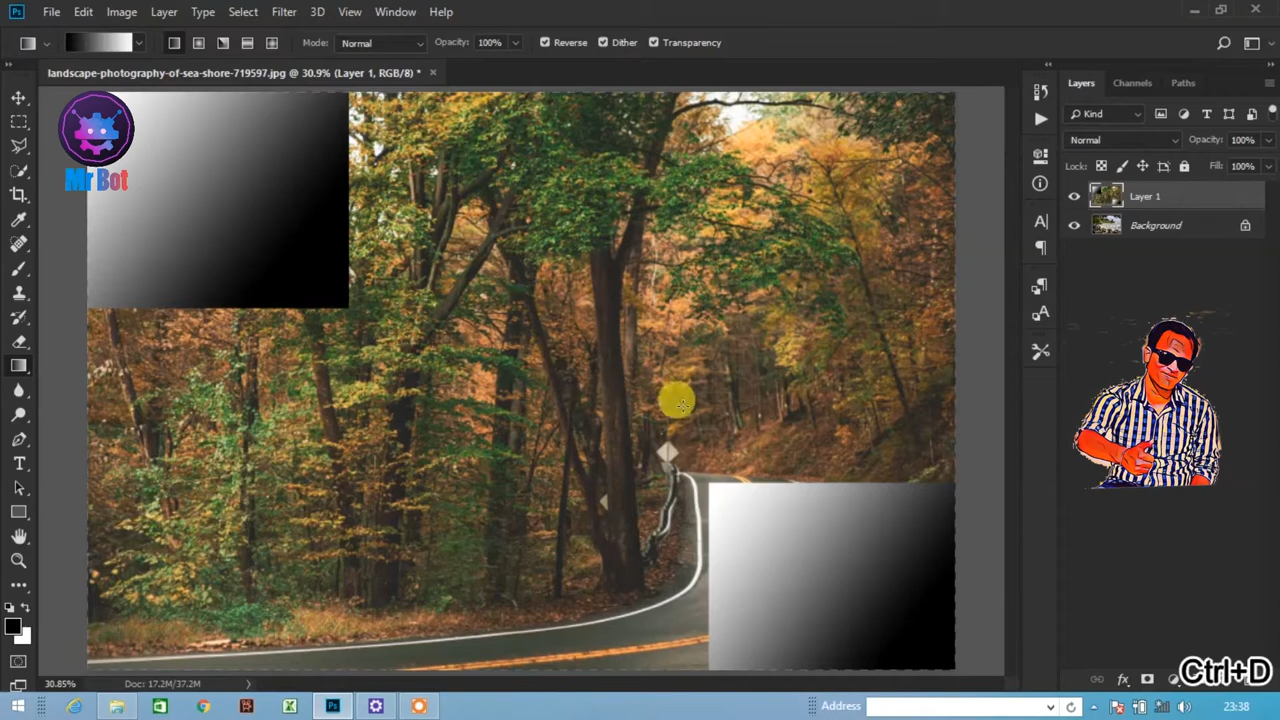 Ps File Edit Image Layer Type Select Filter 3D View Window Help
Mode: Normal Opacity: 100% Reverse Dither Transparency
landscape-photography-of-sea-shore-719597.jpg @ 30.9% (Layer 1, RGB/8) * ×
Layers Channels Paths
Kind
Normal Opacity: 100%
Lock: Fill: 100%
Layer 1
Background
Mr Bot
30.85% Doc: 17.2M/37.2M
Ctrl+D
Ps Address 23:38